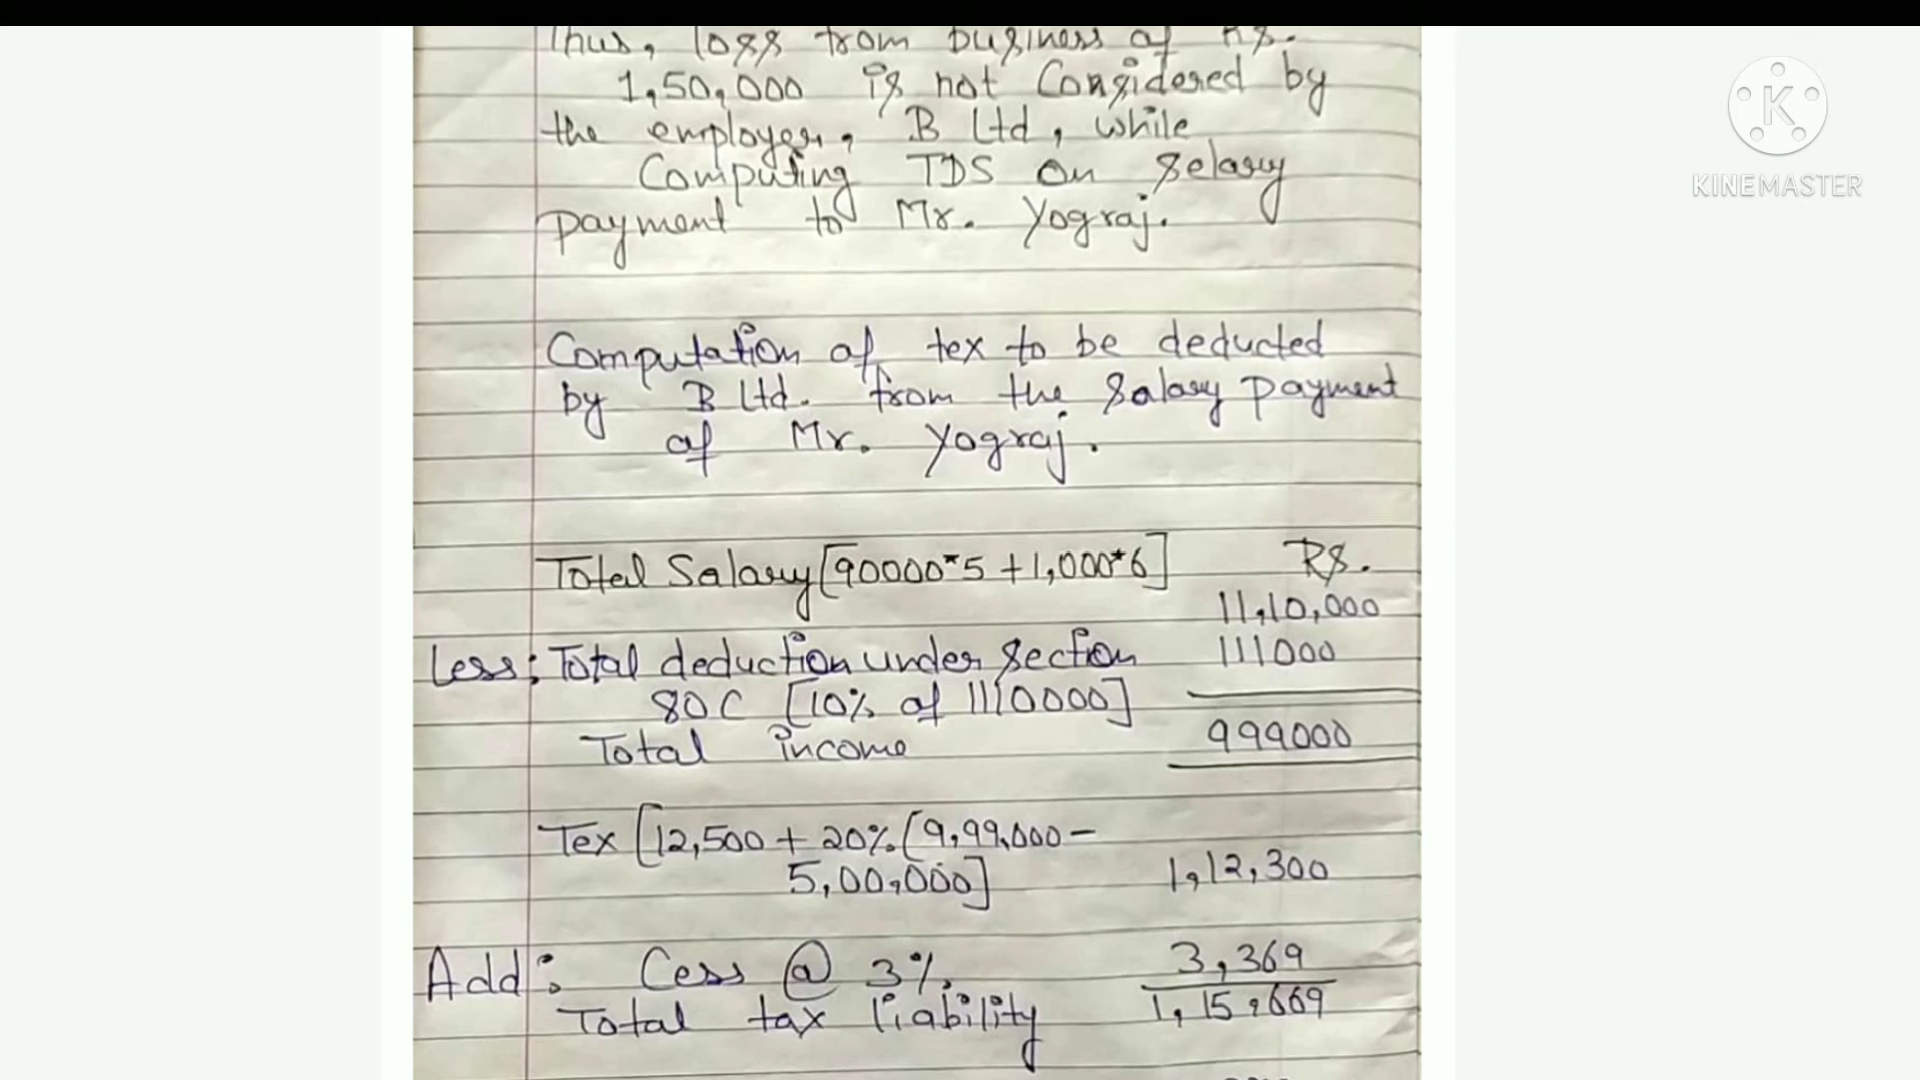 Thus, loss from business of Rs.
1,50,000 is not Considered by
the employer, B Ltd, while
Computing TDS on Selary
payment to Mr. Yograj.
Computation of tex to be deducted
by B Ltd. from the Salary payment
of Mr. Yograj.
Total Salary [90000*5 + 1,000*6] Rs.
11,10,000
Less: Total deduction under section 111000
80C [10% of 1110000]
Total income 999000
Tex [12,500 + 20% (9,99,000 -
5,00,000] 1,12,300
Add: Cess @ 3% 3,369
Total tax liability 1,15,669
K
KINEMASTER